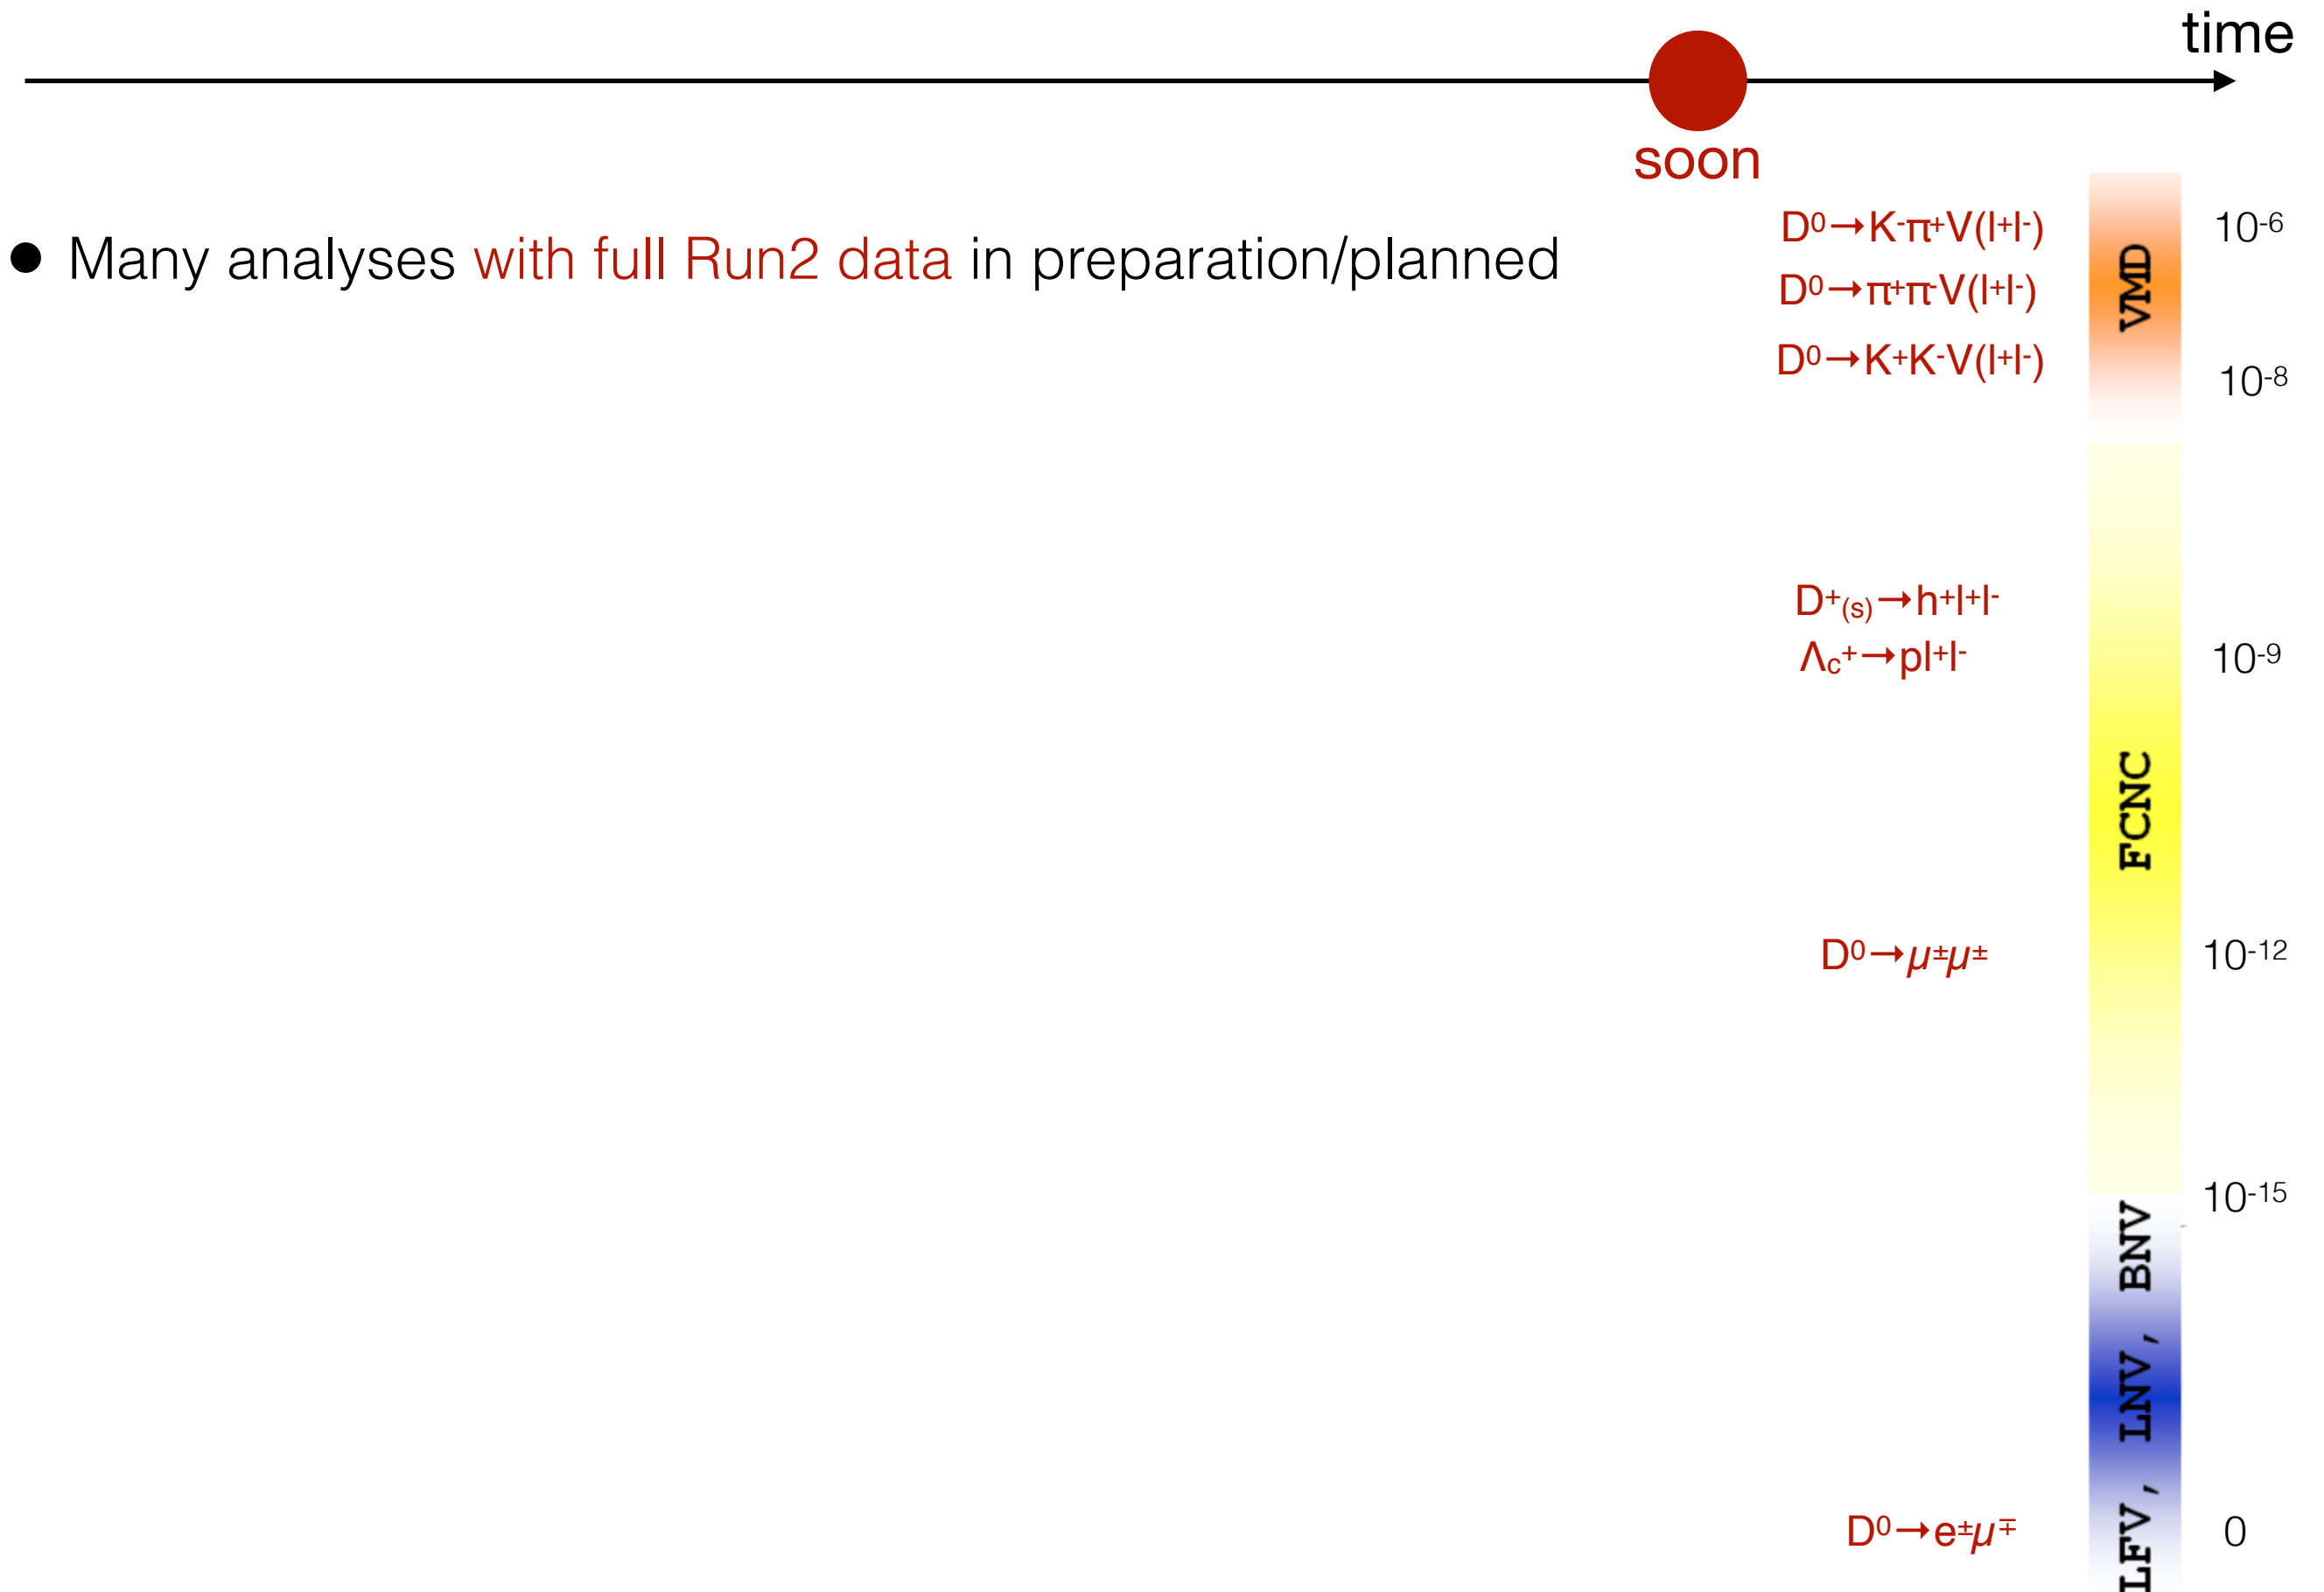 time
soon
● Many analyses with full Run2 data in preparation/planned
D⁰→K⁻π⁺V(l⁺l⁻)
10⁻⁶
D⁰→π⁺π⁻V(l⁺l⁻)
VMD
D⁰→K⁺K⁻V(l⁺l⁻)
10⁻⁸
D⁺₍ₛ₎→h⁺l⁺l⁻
Λc⁺→pl⁺l⁻
10⁻⁹
FCNC
D⁰→μ±μ±
10⁻¹²
10⁻¹⁵
LFV, LNV, BNV
D⁰→e±μ∓
0